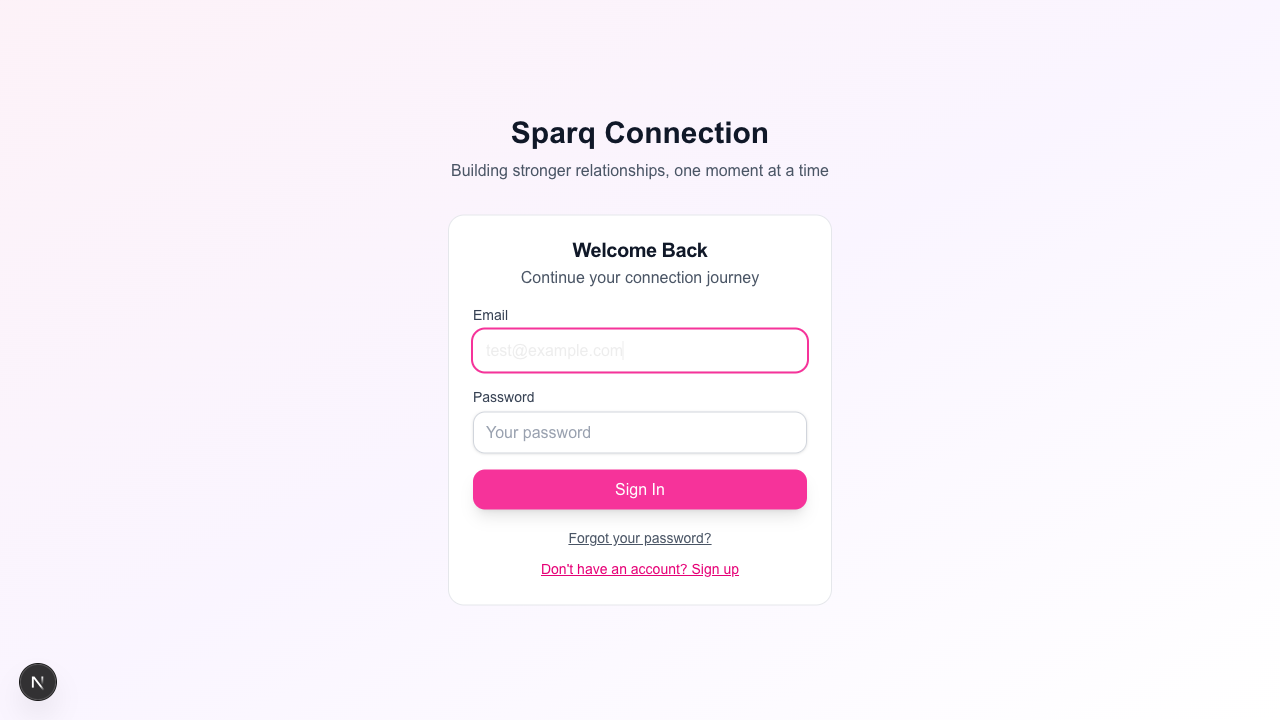 Sparq Connection
Building stronger relationships, one moment at a time
Welcome Back
Continue your connection journey
Email
test@example.com
Password
Your password
Sign In
Forgot your password?
Don't have an account? Sign up
N